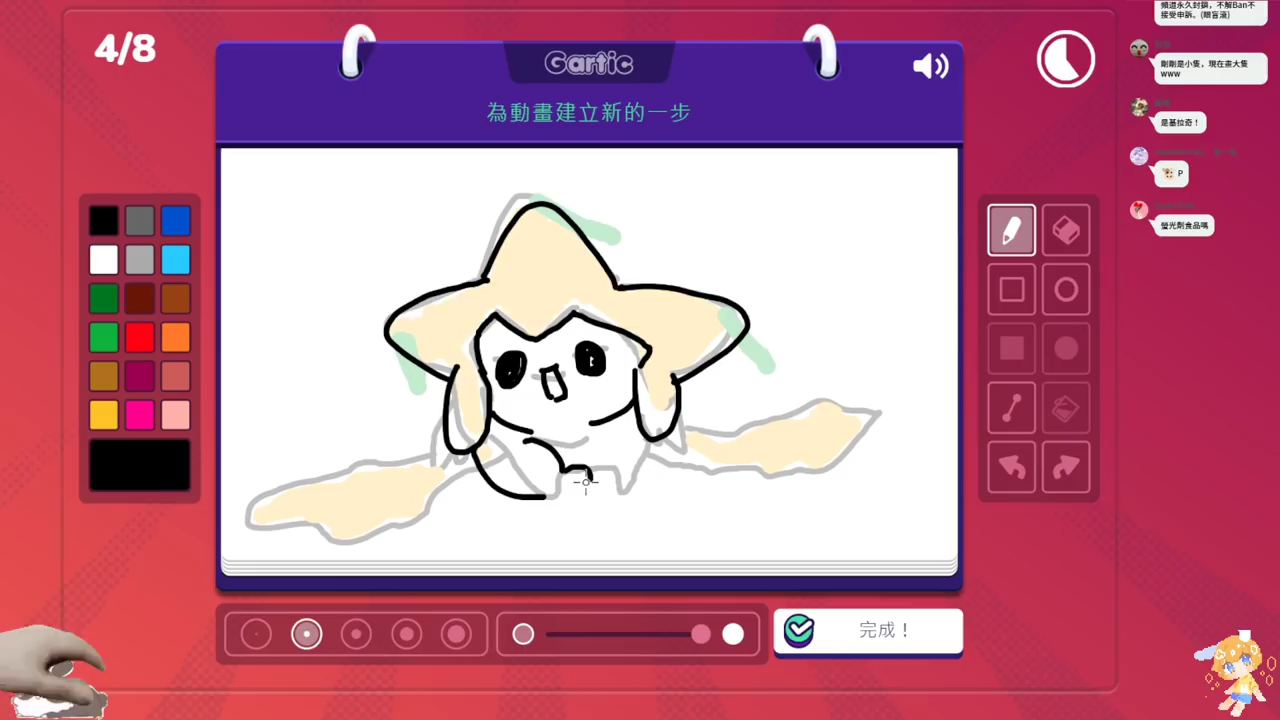 4/8
Gartic
為動畫建立新的一步
頻道永久封鎖，不解Ban不
接受申訴。(眼盲滾)
剛剛是小隻，現在畫大隻
www
是基拉奇！
P
螢光劑食品嗎
完成！